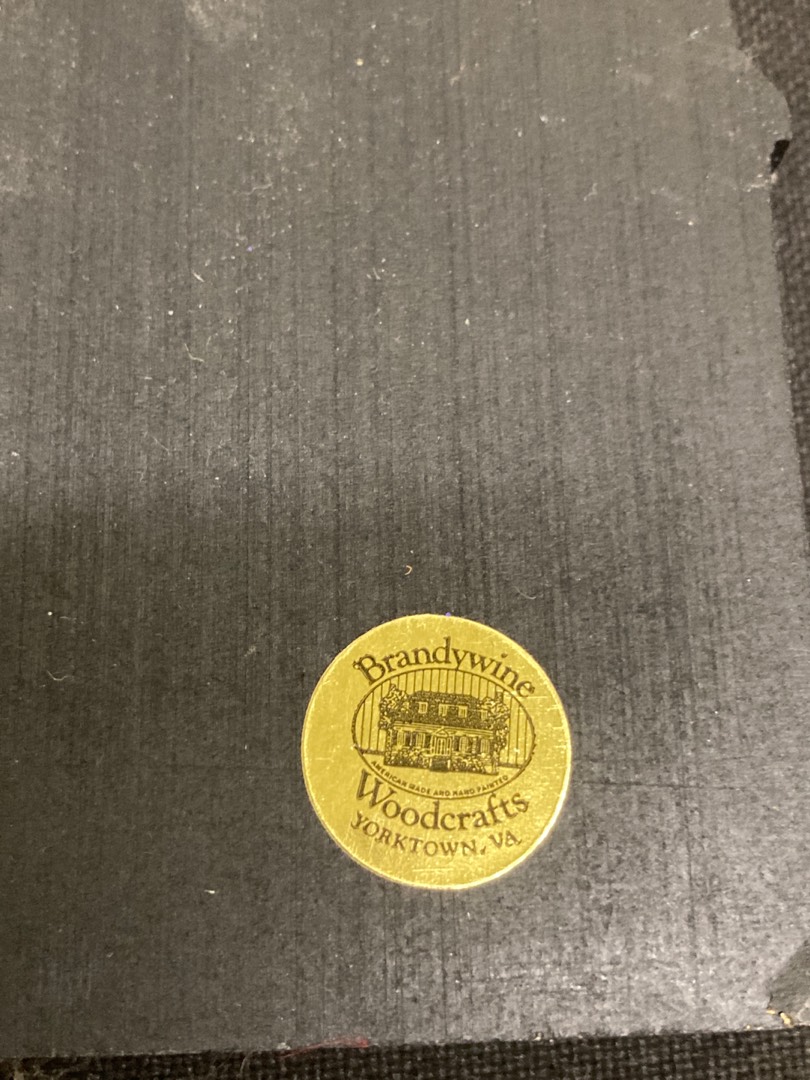 Brandywine
AMERICAN MADE AND HAND PAINTED
Woodcrafts
YORKTOWN, VA